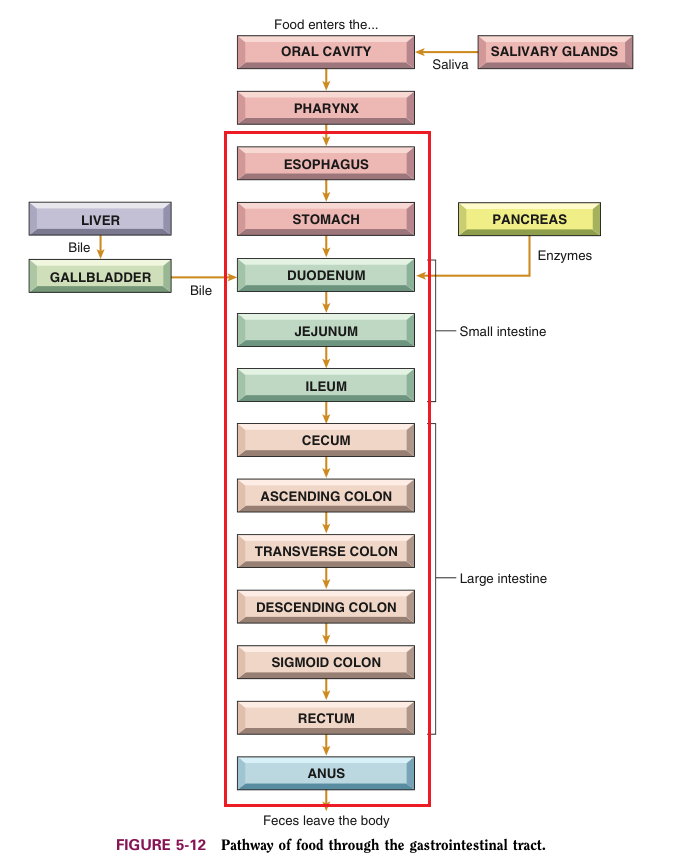 Food enters the...
ORAL CAVITY
SALIVARY GLANDS
Saliva
PHARYNX
ESOPHAGUS
LIVER
STOMACH
PANCREAS
Bile
Enzymes
GALLBLADDER
Bile
DUODENUM
JEJUNUM
Small intestine
ILEUM
CECUM
ASCENDING COLON
TRANSVERSE COLON
Large intestine
DESCENDING COLON
SIGMOID COLON
RECTUM
ANUS
Feces leave the body
FIGURE 5-12 Pathway of food through the gastrointestinal tract.